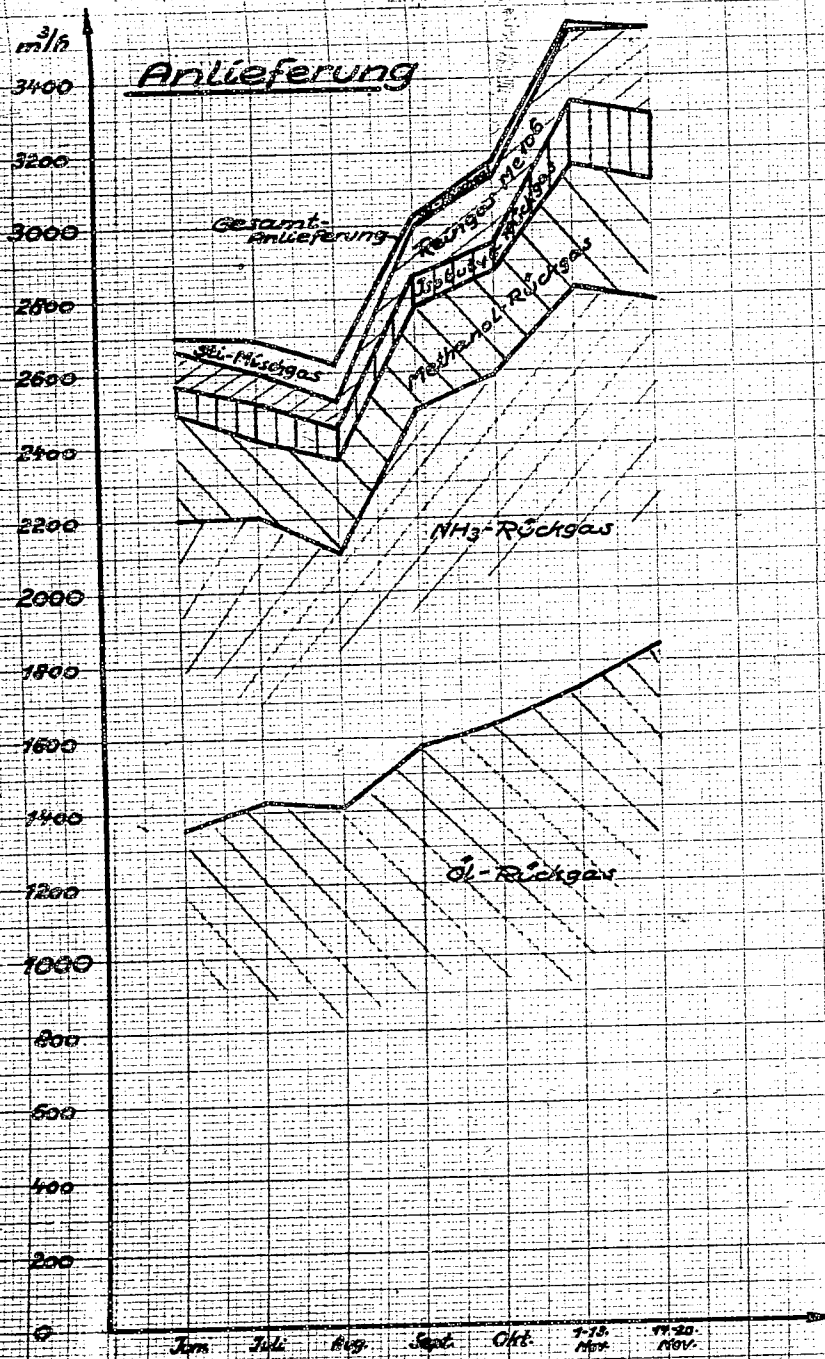 m³/h
Anlieferung
3400
3200
3000
2800
2600
2400
2200
2000
1800
1600
1400
1200
1000
800
600
400
200
0
Gesamt-
Anlieferung
Reingas-Me
Rückgas
Sti-Mischgas
Methanol-Rückgas
NH₃-Rückgas
Öl-Rückgas
Juni Juli Aug. Sept. Okt. 1-13. Nov. 14-20. Nov.